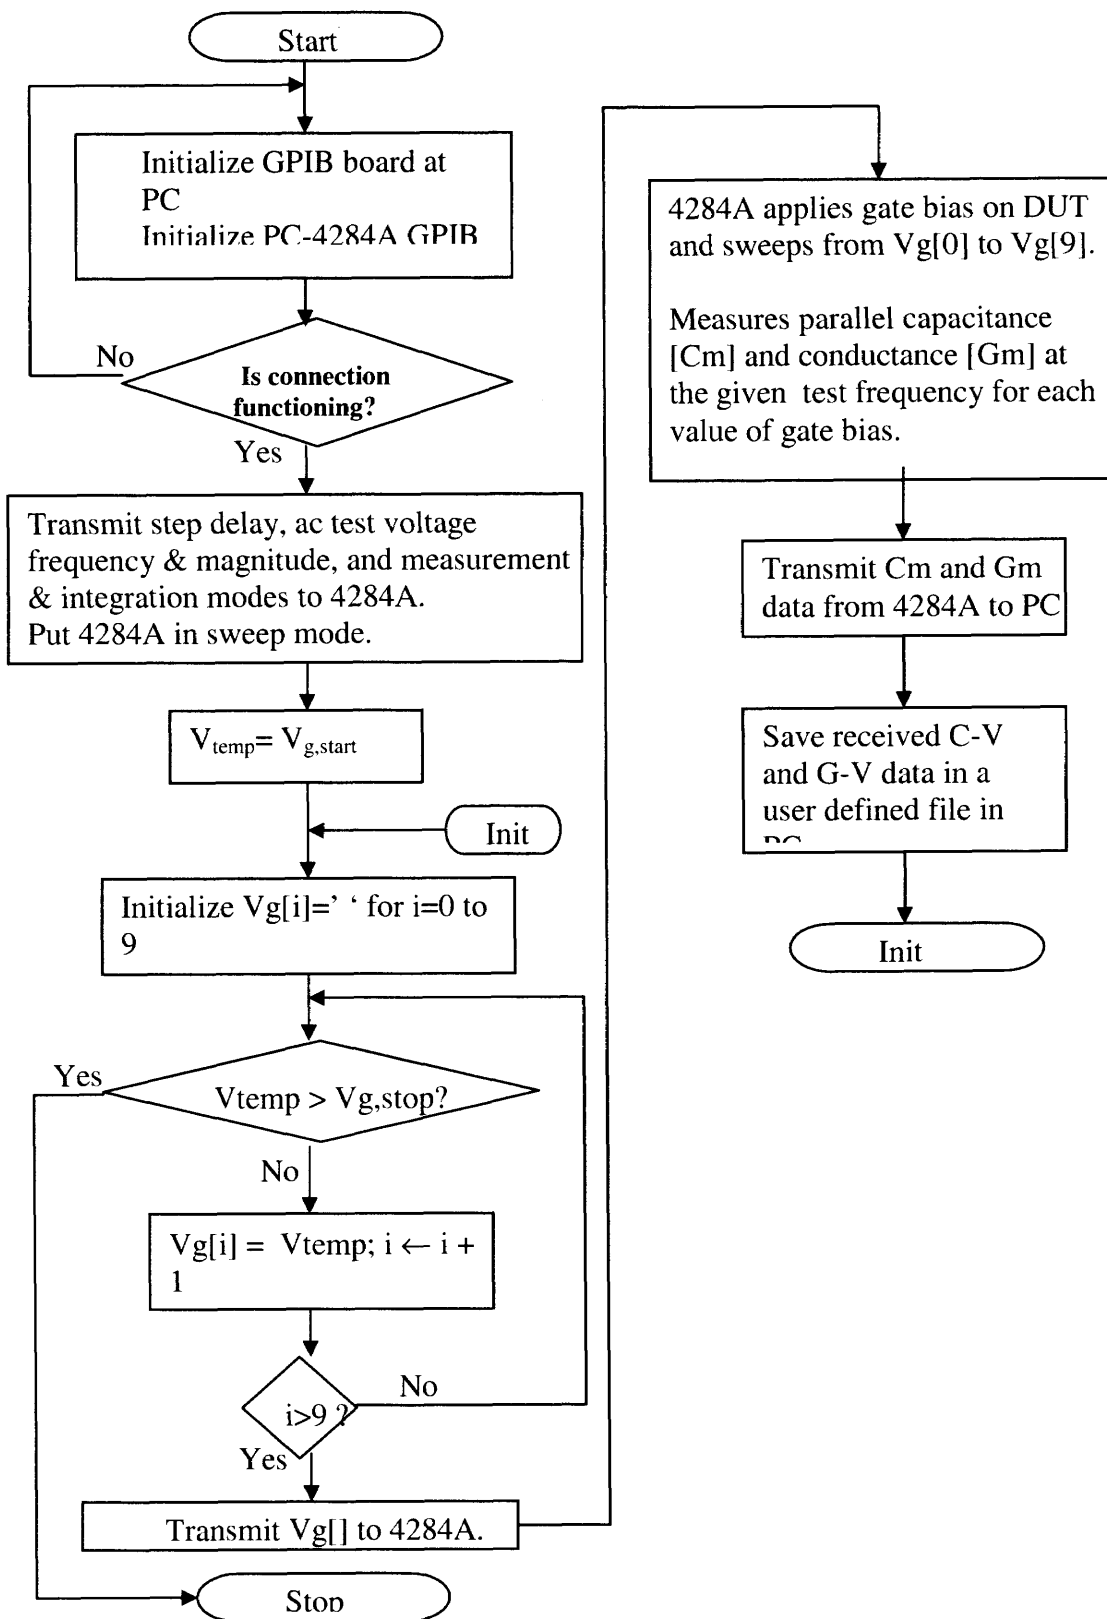 Start
Initialize GPIB board at
PC
Initialize PC-4284A GPIB
No
Is connection
functioning?
Yes
Transmit step delay, ac test voltage
frequency & magnitude, and measurement
& integration modes to 4284A.
Put 4284A in sweep mode.
Vtemp= Vg,start
Init
Initialize Vg[i]=’ ‘ for i=0 to
9
Yes
Vtemp > Vg,stop?
No
Vg[i] = Vtemp; i ← i +
1
No
i>9 ?
Yes
Transmit Vg[] to 4284A.
Stop
4284A applies gate bias on DUT
and sweeps from Vg[0] to Vg[9].
Measures parallel capacitance
[Cm] and conductance [Gm] at
the given test frequency for each
value of gate bias.
Transmit Cm and Gm
data from 4284A to PC
Save received C-V
and G-V data in a
user defined file in
PC
Init